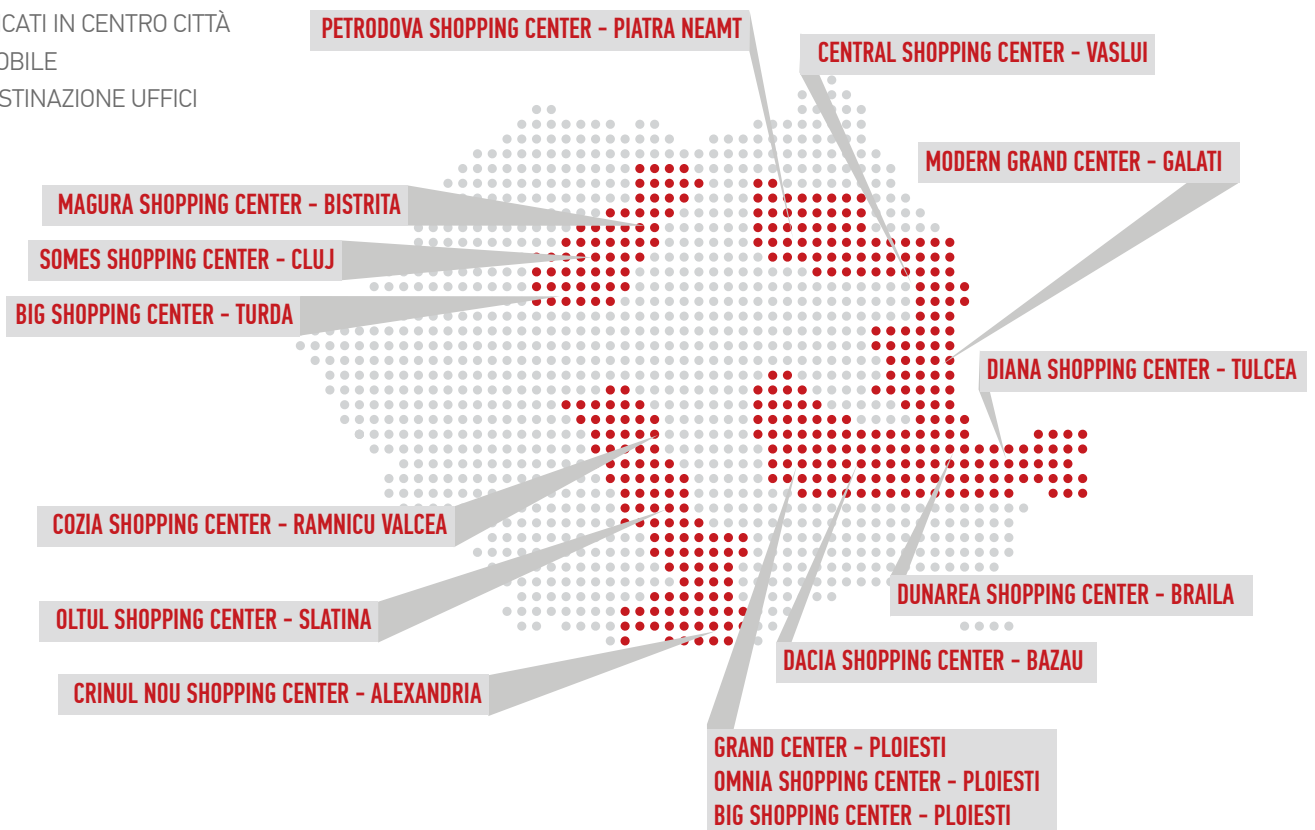 CATI IN CENTRO CITTÀ
OBILE
STINAZIONE UFFICI
PETRODOVA SHOPPING CENTER - PIATRA NEAMT
CENTRAL SHOPPING CENTER - VASLUI
MODERN GRAND CENTER - GALATI
MAGURA SHOPPING CENTER - BISTRITA
SOMES SHOPPING CENTER - CLUJ
BIG SHOPPING CENTER - TURDA
DIANA SHOPPING CENTER - TULCEA
COZIA SHOPPING CENTER - RAMNICU VALCEA
DUNAREA SHOPPING CENTER - BRAILA
OLTUL SHOPPING CENTER - SLATINA
DACIA SHOPPING CENTER - BAZAU
CRINUL NOU SHOPPING CENTER - ALEXANDRIA
GRAND CENTER - PLOIESTI
OMNIA SHOPPING CENTER - PLOIESTI
BIG SHOPPING CENTER - PLOIESTI